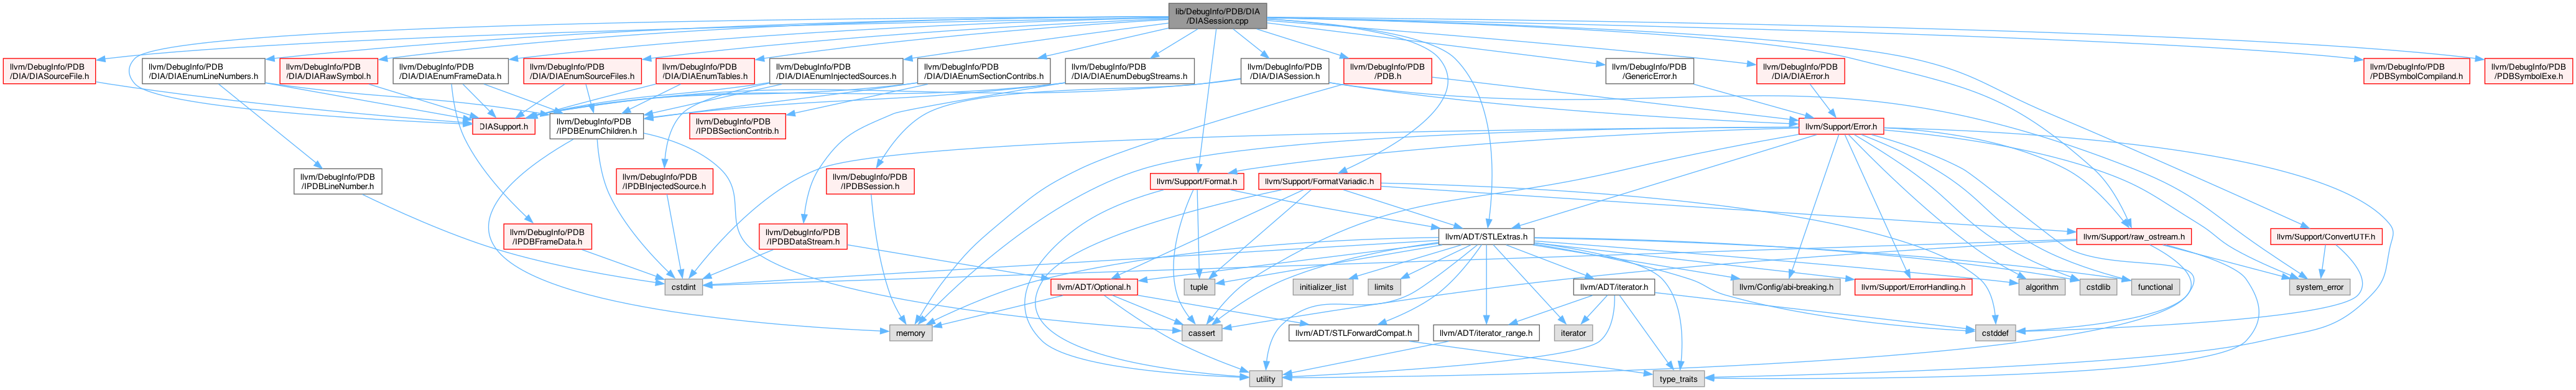 lib/DebugInfo/PDB/DIA
/DIASession.cpp
llvm/DebugInfo/PDB
/DIA/DIASourceFile.h
llvm/DebugInfo/PDB
/DIA/DIAEnumLineNumbers.h
llvm/DebugInfo/PDB
/DIA/DIARawSymbol.h
llvm/DebugInfo/PDB
/DIA/DIAEnumFrameData.h
llvm/DebugInfo/PDB
/DIA/DIAEnumSourceFiles.h
llvm/DebugInfo/PDB
/DIA/DIAEnumTables.h
llvm/DebugInfo/PDB
/DIA/DIAEnumInjectedSources.h
llvm/DebugInfo/PDB
/DIA/DIAEnumSectionContribs.h
llvm/DebugInfo/PDB
/DIA/DIAEnumDebugStreams.h
llvm/DebugInfo/PDB
/DIA/DIASession.h
llvm/DebugInfo/PDB
/PDB.h
llvm/DebugInfo/PDB
/GenericError.h
llvm/DebugInfo/PDB
/DIA/DIAError.h
llvm/DebugInfo/PDB
/PDBSymbolCompiland.h
llvm/DebugInfo/PDB
/PDBSymbolExe.h
DIASupport.h
llvm/DebugInfo/PDB
/IPDBEnumChildren.h
llvm/DebugInfo/PDB
/IPDBSectionContrib.h
llvm/Support/Error.h
llvm/DebugInfo/PDB
/IPDBLineNumber.h
llvm/DebugInfo/PDB
/IPDBInjectedSource.h
llvm/DebugInfo/PDB
/IPDBSession.h
llvm/Support/Format.h
llvm/Support/FormatVariadic.h
llvm/DebugInfo/PDB
/IPDBFrameData.h
llvm/DebugInfo/PDB
/IPDBDataStream.h
llvm/ADT/STLExtras.h
llvm/Support/raw_ostream.h
llvm/Support/ConvertUTF.h
cstdint
llvm/ADT/Optional.h
tuple
initializer_list
limits
llvm/ADT/iterator.h
llvm/Config/abi-breaking.h
llvm/Support/ErrorHandling.h
algorithm
cstdlib
functional
system_error
memory
cassert
llvm/ADT/STLForwardCompat.h
llvm/ADT/iterator_range.h
iterator
cstddef
utility
type_traits